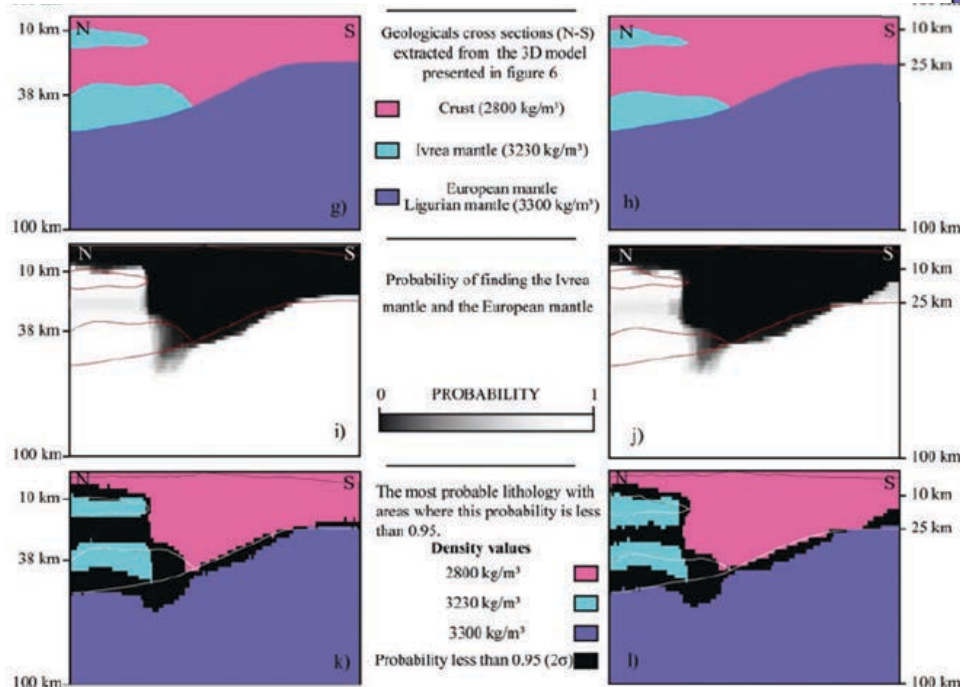 N
S
10 km
38 km
g)
100 km
Geologicals cross sections (N-S)
extracted from the 3D model
presented in figure 6
Crust (2800 kg/m³)
Ivrea mantle (3230 kg/m³)
European mantle
Ligurian mantle (3300 kg/m³)
N
S
10 km
25 km
h)
100 km
N
S
10 km
38 km
i)
100 km
Probability of finding the Ivrea
mantle and the European mantle
0 PROBABILITY 1
N
S
10 km
25 km
j)
100 km
N
S
10 km
38 km
k)
100 km
The most probable lithology with
areas where this probability is less
than 0.95.
Density values
2800 kg/m³
3230 kg/m³
3300 kg/m³
Probability less than 0.95 (2σ)
N
S
10 km
25 km
l)
100 km